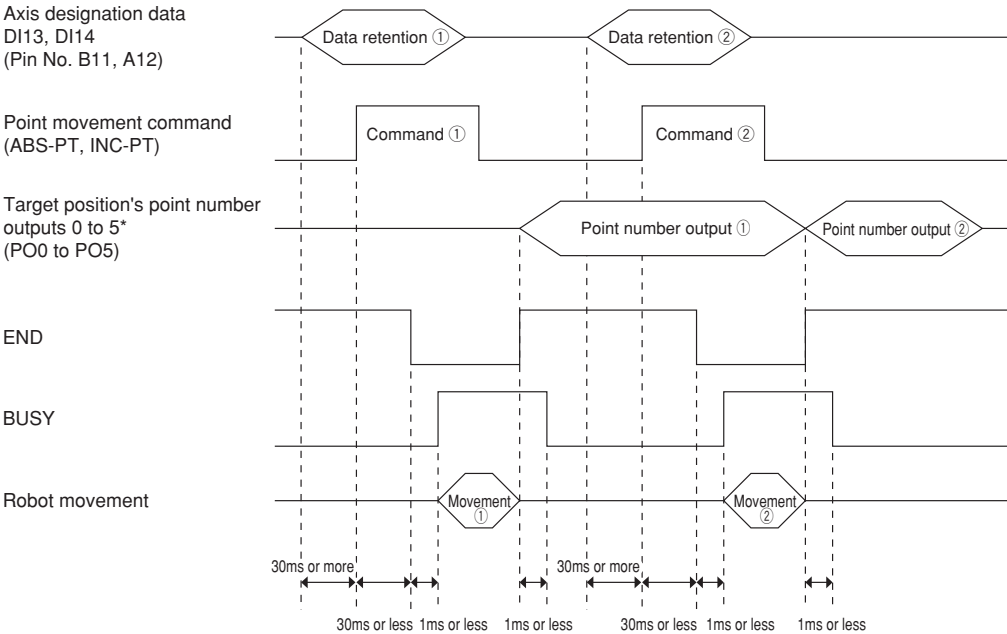 Axis designation data
DI13, DI14
(Pin No. B11, A12)
Data retention ①
Data retention ②
Point movement command
(ABS-PT, INC-PT)
Command ①
Command ②
Target position's point number
outputs 0 to 5*
(PO0 to PO5)
Point number output ①
Point number output ②
END
BUSY
Robot movement
Movement
①
Movement
②
30ms or more
30ms or more
30ms or less
1ms or less
1ms or less
30ms or less
1ms or less
1ms or less